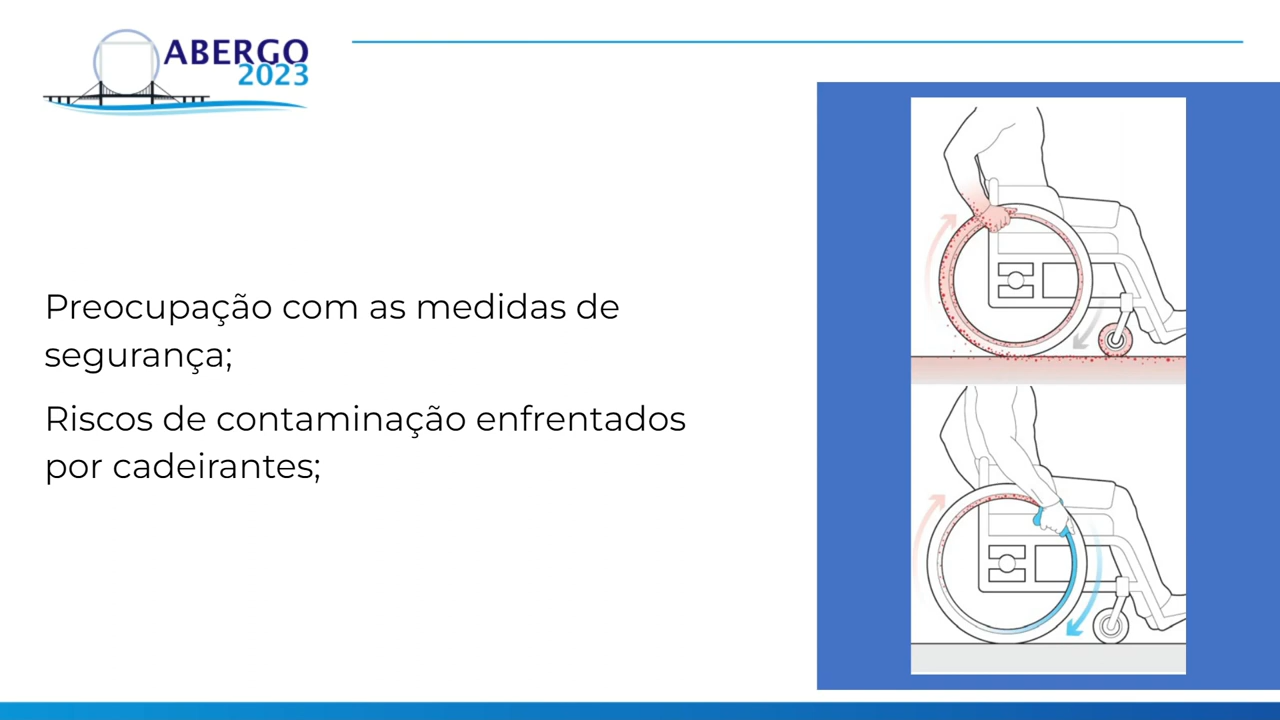 ABERGO
2023
Preocupação com as medidas de
segurança;
Riscos de contaminação enfrentados
por cadeirantes;